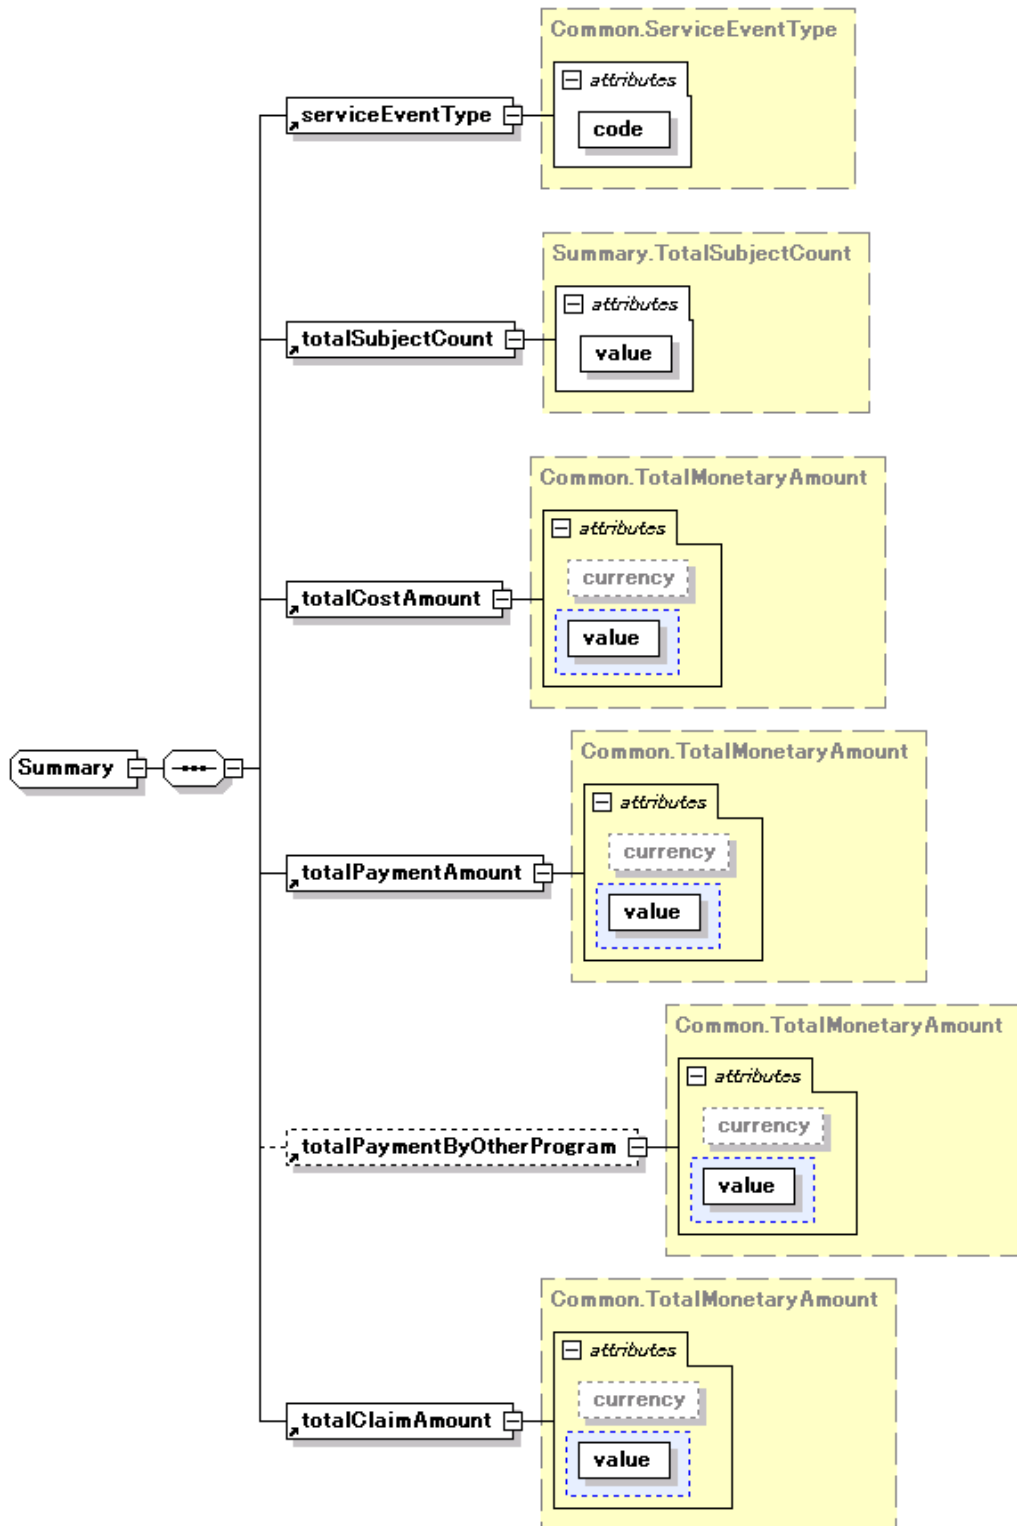 Common.ServiceEventType
attributes
serviceEventType
code
Summary.TotalSubjectCount
attributes
totalSubjectCount
value
Common.TotalMonetaryAmount
attributes
currency
totalCostAmount
value
Summary
Common.TotalMonetaryAmount
attributes
currency
totalPaymentAmount
value
Common.TotalMonetaryAmount
attributes
currency
totalPaymentByOtherProgram
value
Common.TotalMonetaryAmount
attributes
currency
totalClaimAmount
value